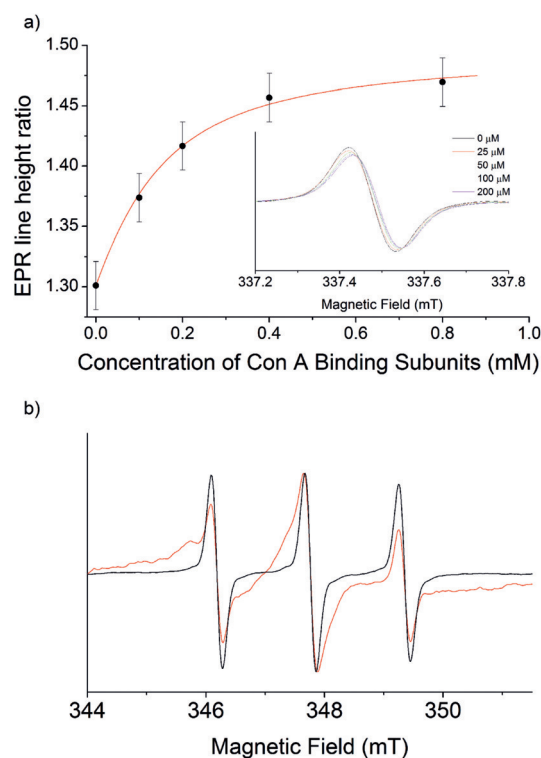 a)
1.50
1.45
1.40
1.35
1.30
EPR line height ratio
0 μM
25 μM
50 μM
100 μM
200 μM
337.2 337.4 337.6 337.8
Magnetic Field (mT)
0.0 0.2 0.4 0.6 0.8 1.0
Concentration of Con A Binding Subunits (mM)
b)
344 346 348 350
Magnetic Field (mT)